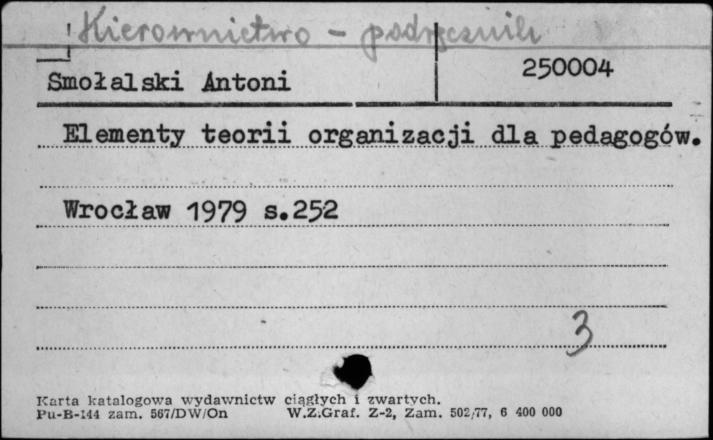 Kierownictwo – podręcznik
250004
Smołalski Antoni
Elementy teorii organizacji dla pedagogów.
Wrocław 1979 s.252
3
Karta katalogowa wydawnictw ciągłych i zwartych.
Pu-B-144 zam. 567/DW/On W.Z.Graf. Z-2, Zam. 502/77, 6 400 000